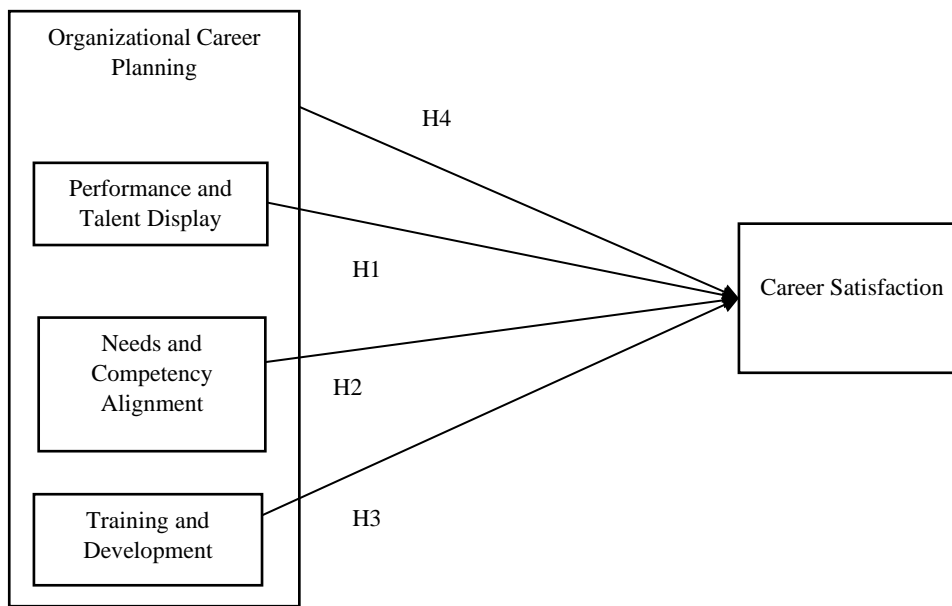 Organizational Career
Planning
H4
Performance and
Talent Display
H1
Career Satisfaction
Needs and
Competency
Alignment
H2
Training and
Development
H3